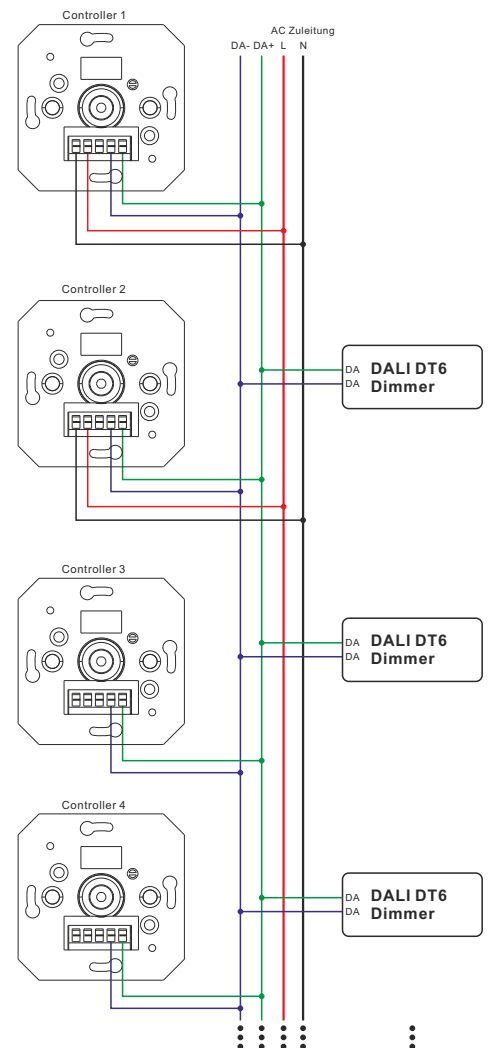 Controller 1
AC Zuleitung
DA- DA+ L N
Controller 2
DA DALI DT6
DA Dimmer
Controller 3
DA DALI DT6
DA Dimmer
Controller 4
DA DALI DT6
DA Dimmer